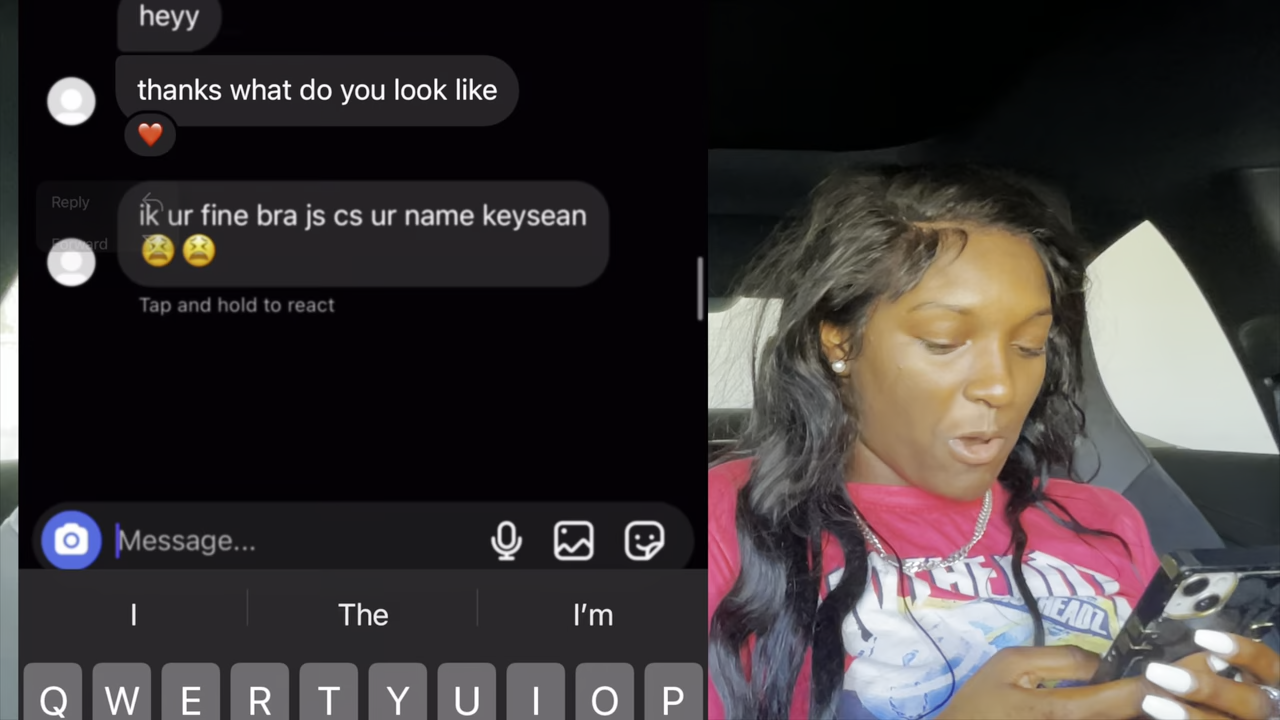 heyy
thanks what do you look like
Reply
ik ur fine bra js cs ur name keysean
Forward
Tap and hold to react
Message...
I The I'm
Q W E R T Y U I O P
HEADZ